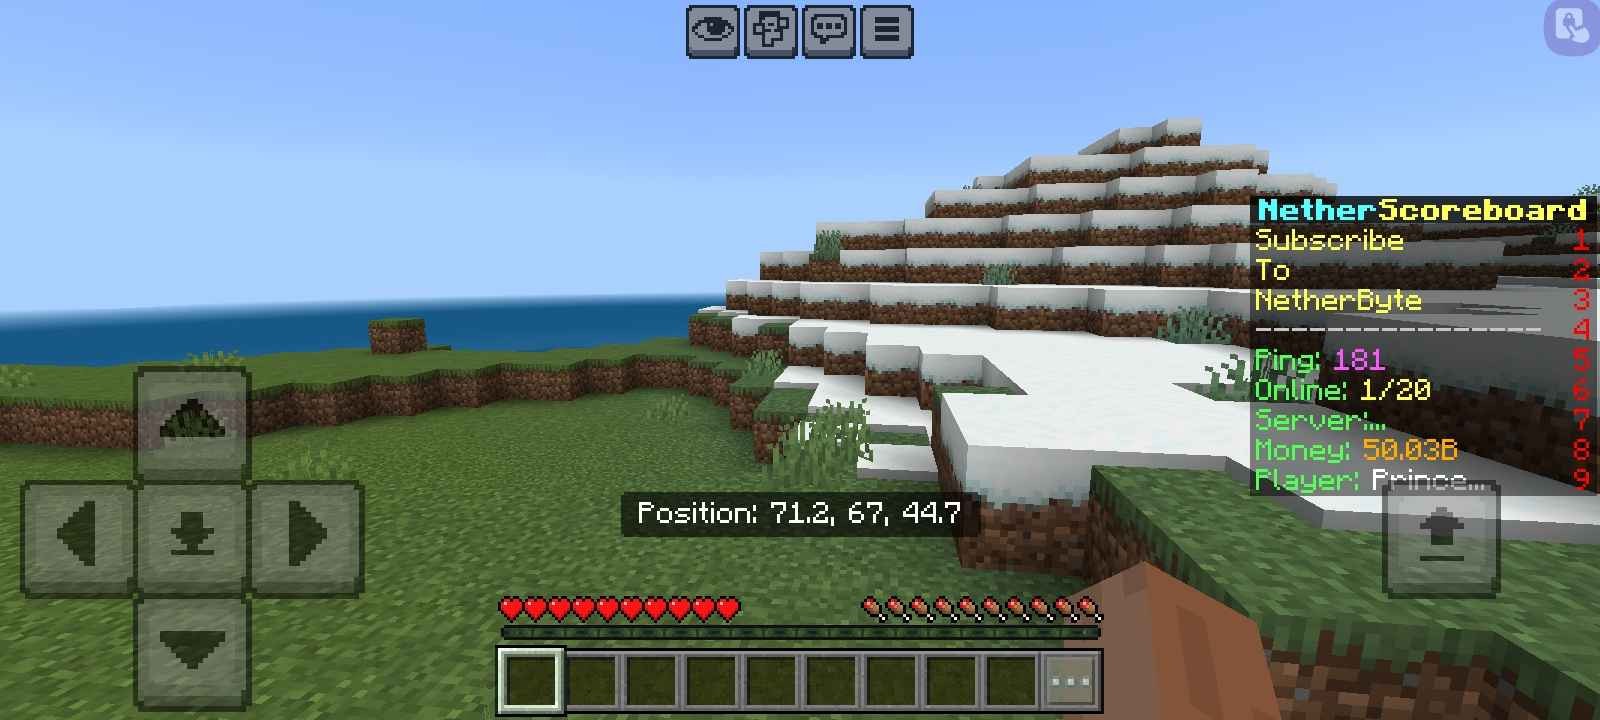 NetherScoreboard
Subscribe 1
To 2
NetherByte 3
------------------- 4
Ping: 181 5
Online: 1/20 6
Server:... 7
Money: 50.03B 8
Player: Prince... 9
Position: 71.2, 67, 44.7